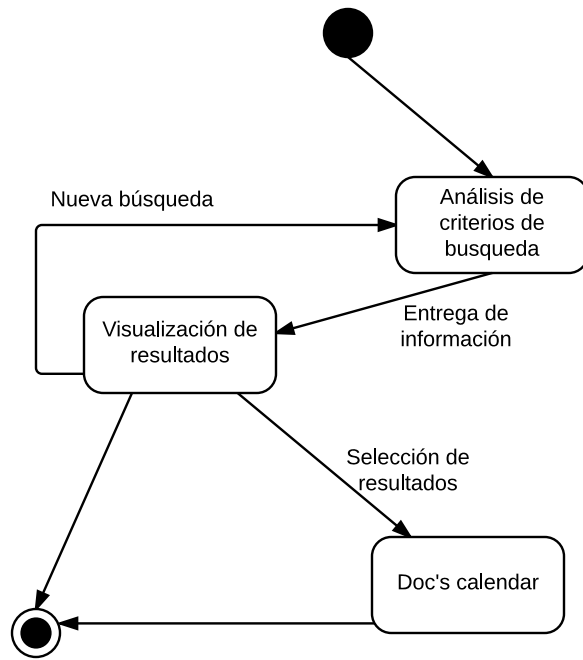 Nueva búsqueda
Análisis de
criterios de
busqueda
Entrega de
información
Visualización de
resultados
Selección de
resultados
Doc's calendar